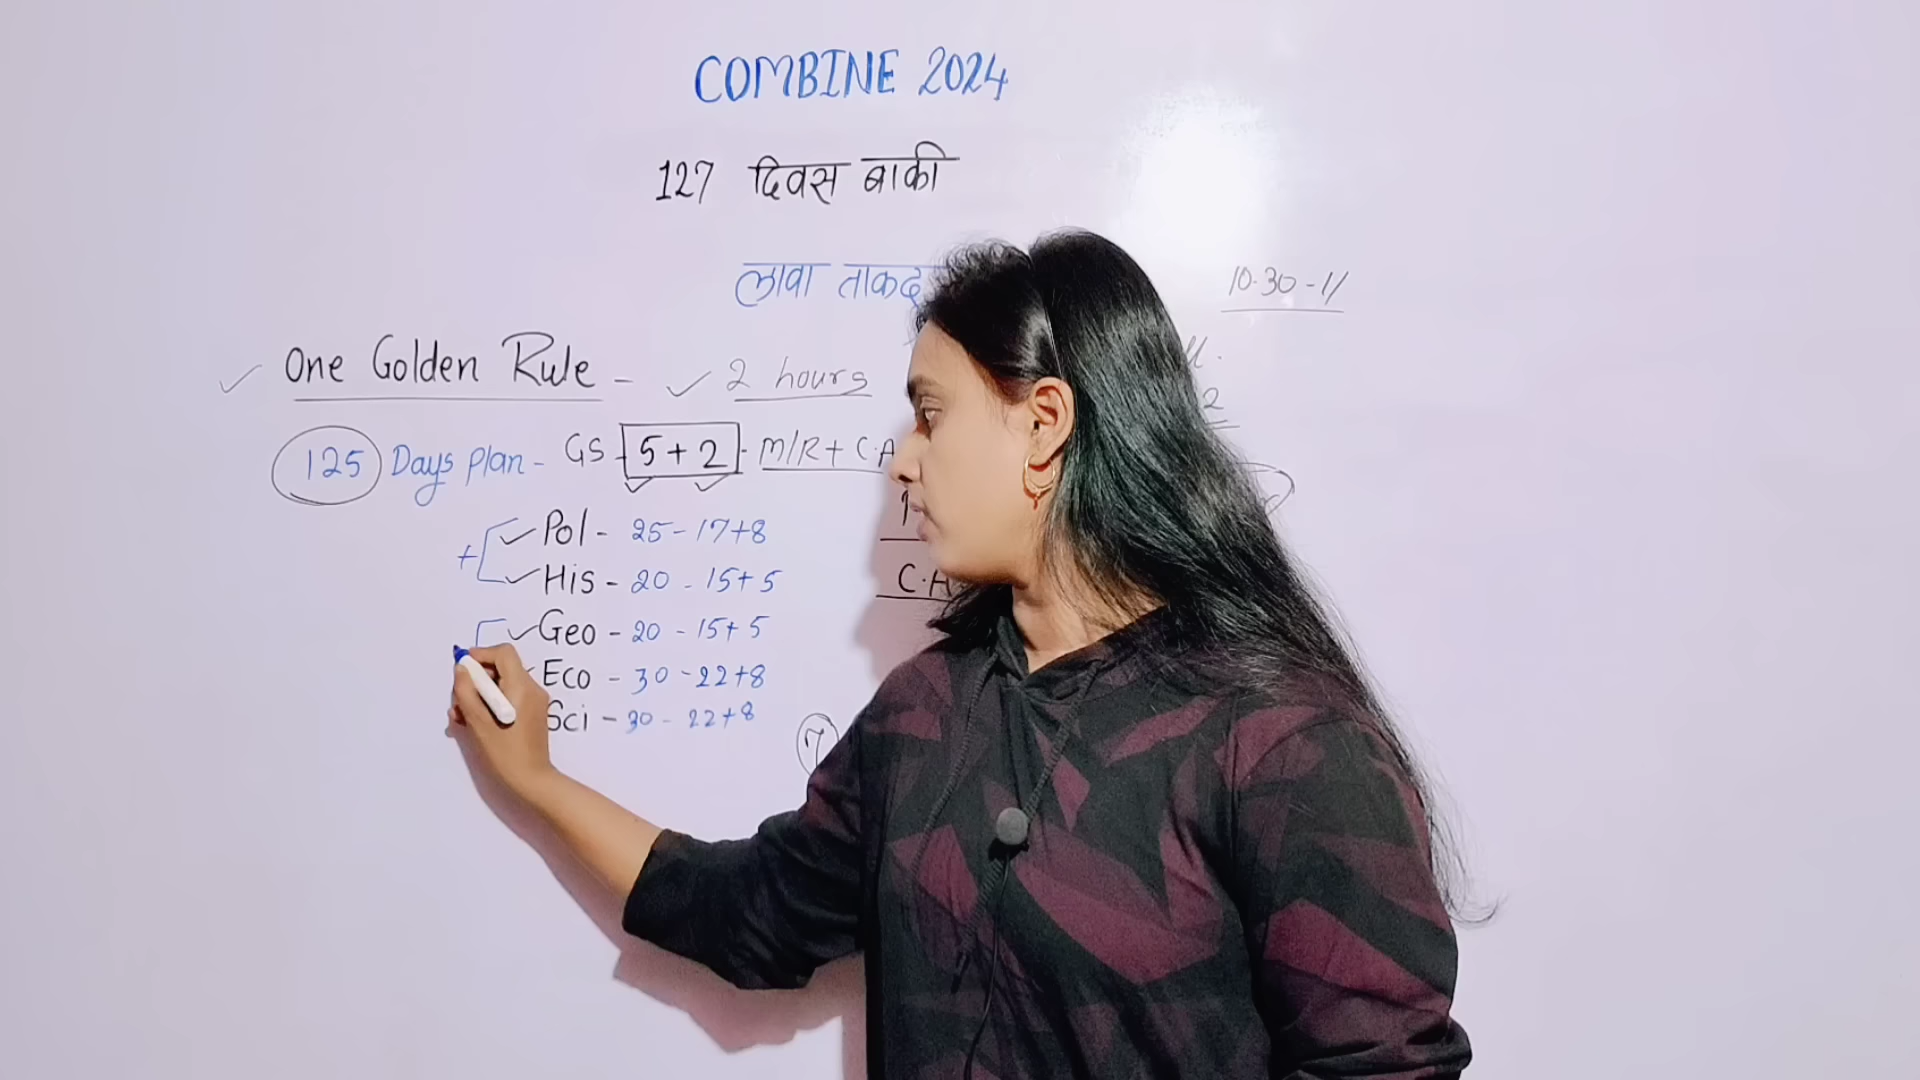 COMBINE 2024
127 दिवस बाकी
लावा ताकद
10.30 - 11
One Golden Rule - 2 hours
2
125 Days plan - GS - 5+2 - M/R + C.A
Pol - 25 - 17+8
+
His - 20 - 15+5
C.A
Geo - 20 - 15+5
Eco - 30 - 22+8
Sci - 30 - 22+8
7